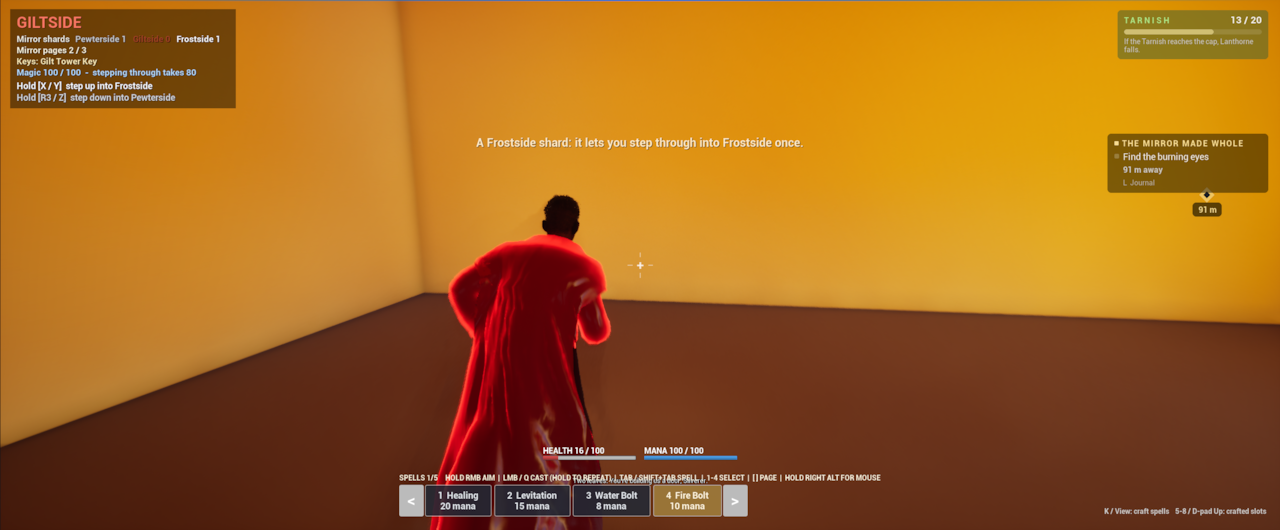 GILTSIDE
Mirror shards Pewterside 1 Giltside 0 Frostside 1
Mirror pages 2 / 3
Keys: Gilt Tower Key
Magic 100 / 100 - stepping through takes 80
Hold [X / Y] step up into Frostside
Hold [R3 / Z] step down into Pewterside
TARNISH 13 / 20
If the Tarnish reaches the cap, Lanthorne
falls.
THE MIRROR MADE WHOLE
Find the burning eyes
91 m away
L Journal
91 m
A Frostside shard: it lets you step through into Frostside once.
HEALTH 16 / 100 MANA 100 / 100
SPELLS 1/5 HOLD RMB AIM | LMB / Q CAST (HOLD TO REPEAT) | TAB / SHIFT+TAB SPELL | 1-4 SELECT | [ ] PAGE | HOLD RIGHT ALT FOR MOUSE
< 1 Healing 2 Levitation 3 Water Bolt 4 Fire Bolt >
20 mana 15 mana 8 mana 10 mana
K / View: craft spells 5-8 / D-pad Up: crafted slots